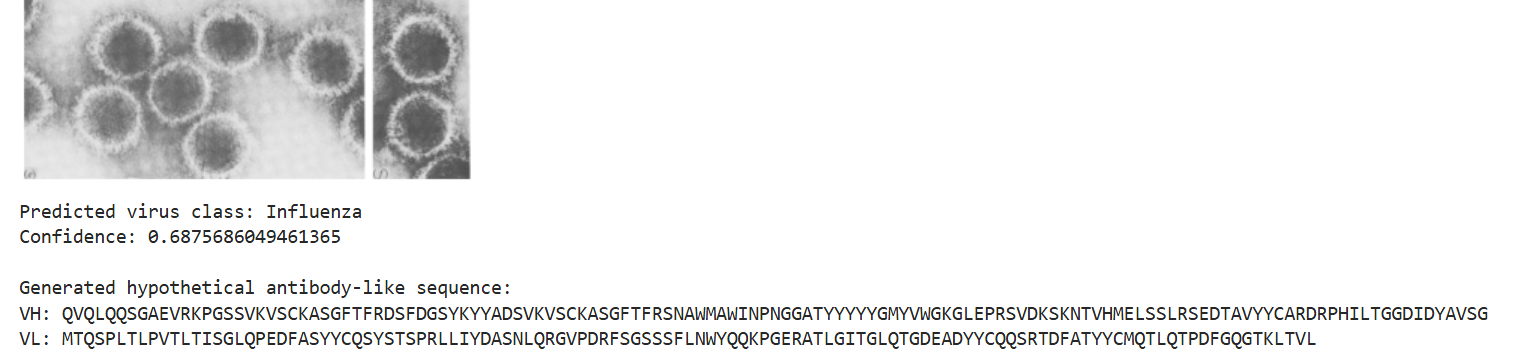 Predicted virus class: Influenza
Confidence: 0.6875686049461365
Generated hypothetical antibody-like sequence:
VH: QVQLQQSGAEVRKPGSSVKVSCKASGFTFRDSFDGSYKYYADSVKVSCKASGFTFRSNAWMAWINPNGGATYYYYYGMYVWGKGLEPRSVDKSKNTVHMELSSLRSEDTAVYYCARDRPHILTGGDIDYAVSG
VL: MTQSPLTLPVTLTISGLQPEDFASYYCQSYSTSPRLLIYDASNLQRGVPDRFSGSSSFLNWYQQKPGERATLGITGLQTGDEADYYCQQSRTDFATYYCMQTLQTPDFGQGTKLTVL